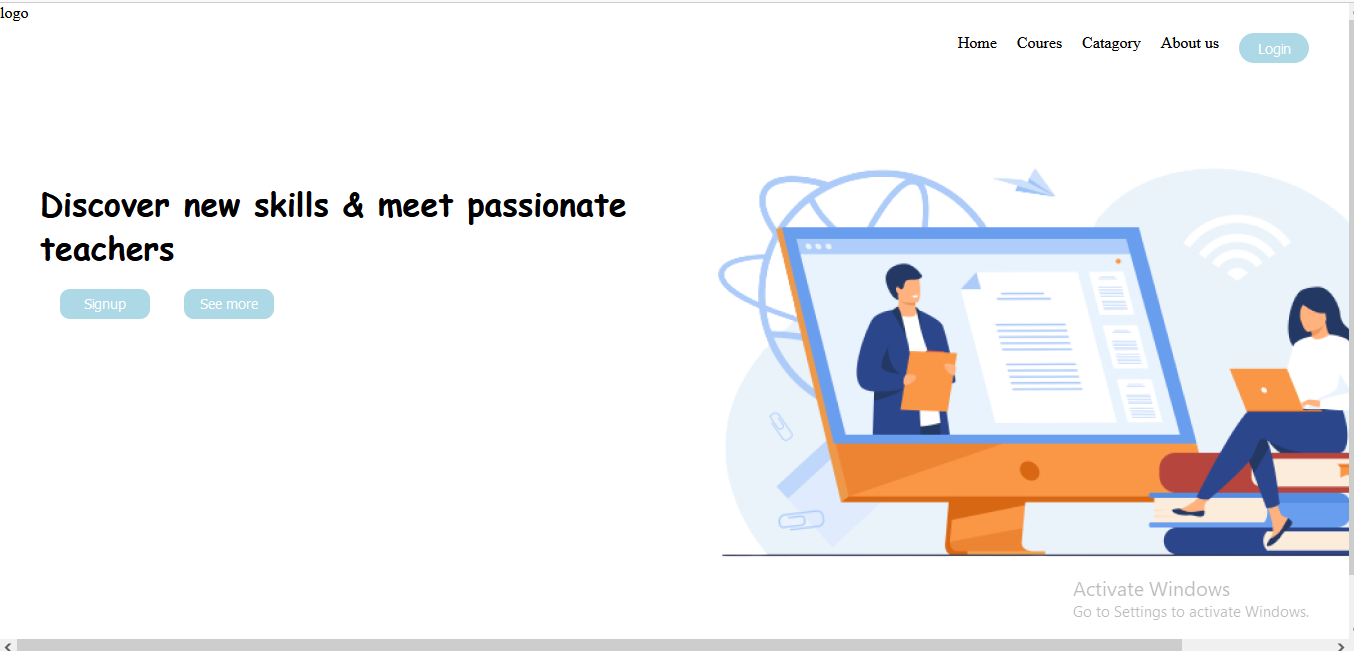 logo
Home Coures Catagory About us Login
Discover new skills & meet passionate
teachers
Signup See more
Activate Windows
Go to Settings to activate Windows.